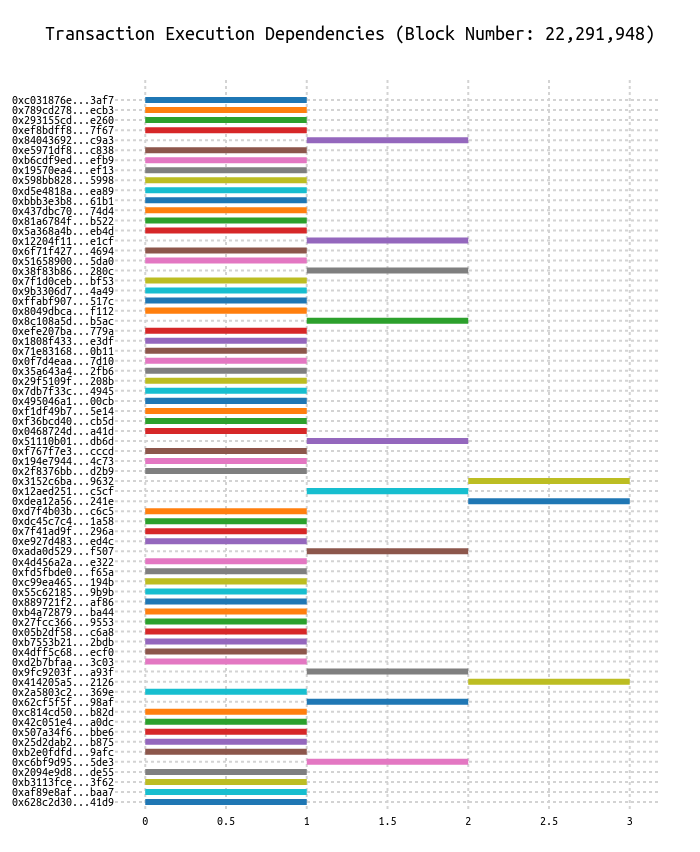 Transaction Execution Dependencies (Block Number: 22,291,948)
0xc031876e...3af7
0x789cd278...ecb3
0x293155cd...e260
0xef8bdff8...7f67
0x84043692...c9a3
0xe5971df8...c838
0xb6cdf9ed...efb9
0x19570ea4...ef13
0x598bb828...5998
0xd5e4818a...ea89
0xbbb3e3b8...61b1
0x437dbc70...74d4
0x81a6784f...b522
0x5a368a4b...eb4d
0x12204f11...e1cf
0x6f71f427...4694
0x51658900...5da0
0x38f83b86...280c
0x7f1d0ceb...bf53
0x9b3306d7...4a49
0xffabf907...517c
0x8049dbca...f112
0x8c108a5d...b5ac
0xefe207ba...779a
0x1808f433...e3df
0x71e83168...0b11
0x0f7d4eaa...7d10
0x35a643a4...2fb6
0x29f5109f...208b
0x7db7f33c...4945
0x495046a1...00cb
0xf1df49b7...5e14
0xf36bcd40...cb5d
0x0468724d...a41d
0x51110b01...db6d
0xf767f7e3...cccd
0x194e7944...4c73
0x2f8376bb...d2b9
0x3152c6ba...9632
0x12aed251...c5cf
0xdea12a56...241e
0xd7f4b03b...c6c5
0xdc45c7c4...1a58
0x7f41ad9f...296a
0xe927d483...ed4c
0xada0d529...f507
0x4d456a2a...e322
0xfd5fbde0...f65a
0xc99ea465...194b
0x55c62185...9b9b
0x889721f2...af86
0xb4a72879...ba44
0x27fcc366...9553
0x05b2df58...c6a8
0xb7553b21...2bdb
0x4dff5c68...ecf0
0xd2b7bfaa...3c03
0x9fc9203f...a93f
0x414205a5...2126
0x2a5803c2...369e
0x62cf5f5f...98af
0xc814cd50...b82d
0x42c051e4...a0dc
0x507a34f6...bbe6
0x25d2dab2...b875
0xb2e0fdfd...9afc
0xc6bf9d95...5de3
0x2094e9d8...de55
0xb3113fce...3f62
0xaf89e8af...baa7
0x628c2d30...41d9
0 0.5 1 1.5 2 2.5 3